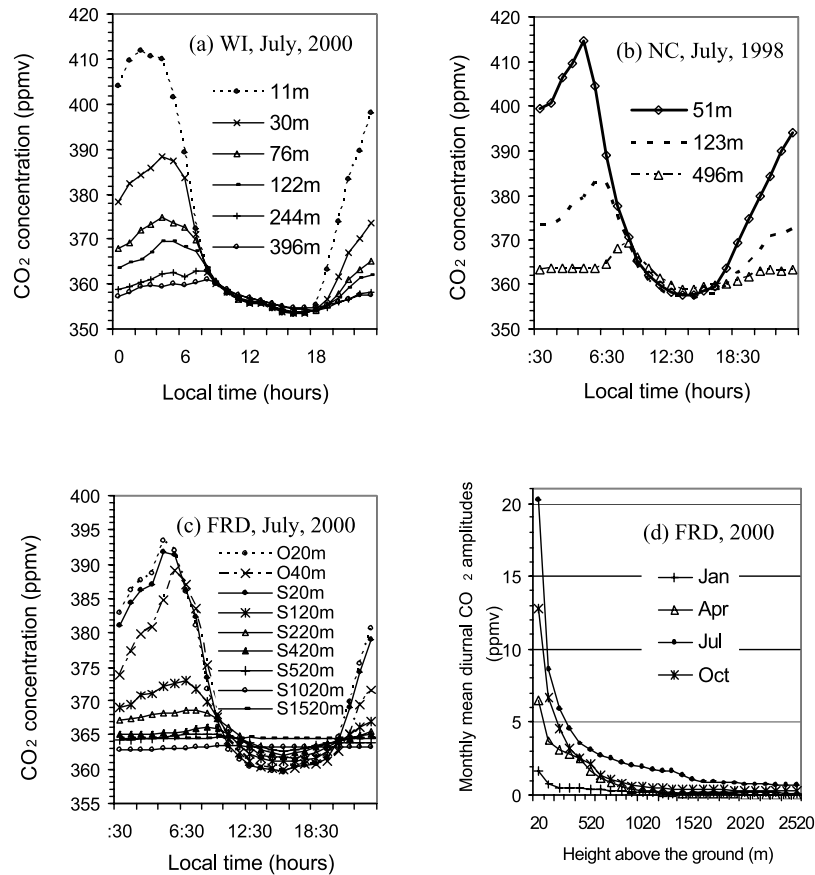 (a) WI, July, 2000
CO2 concentration (ppmv)
420
410
400
390
380
370
360
350
11m
30m
76m
122m
244m
396m
0 6 12 18
Local time (hours)
(b) NC, July, 1998
CO2 concentration (ppmv)
420
410
400
390
380
370
360
350
51m
123m
496m
:30 6:30 12:30 18:30
Local time (hours)
(c) FRD, July, 2000
CO2 concentration (ppmv)
400
395
390
385
380
375
370
365
360
355
O20m
O40m
S20m
S120m
S220m
S420m
S520m
S1020m
S1520m
:30 6:30 12:30 18:30
Local time (hours)
(d) FRD, 2000
Monthly mean diurnal CO 2 amplitudes
(ppmv)
20
15
10
5
0
Jan
Apr
Jul
Oct
20 520 1020 1520 2020 2520
Height above the ground (m)